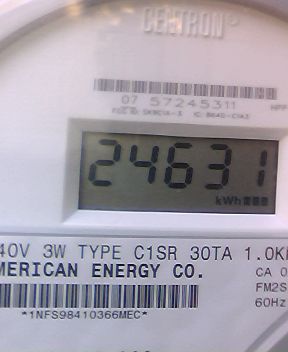 CENTRON®
07 57245311
24631
kWh
40V 3W TYPE C1SR 30TA 1.0K
MERICAN ENERGY CO.
CA 0
FM2S
60Hz
*1NFS98410366MEC*